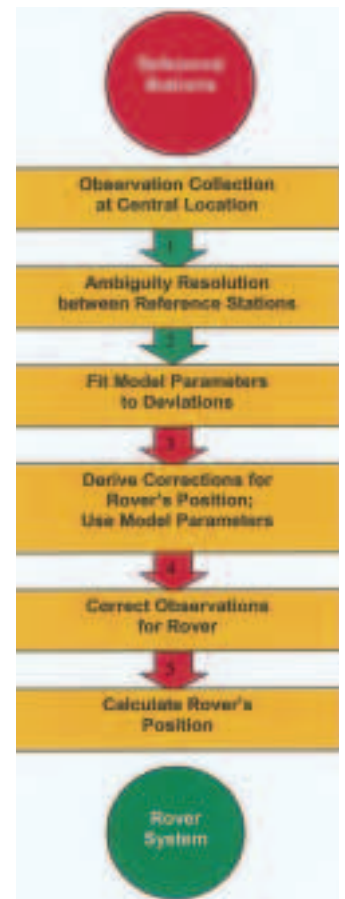 Reference
Stations
Observation Collection
at Central Location
1
Ambiguity Resolution
between Reference Stations
2
Fit Model Parameters
to Deviations
3
Derive Corrections for
Rover's Position;
Use Model Parameters
4
Correct Observations
for Rover
5
Calculate Rover's
Position
Rover
System